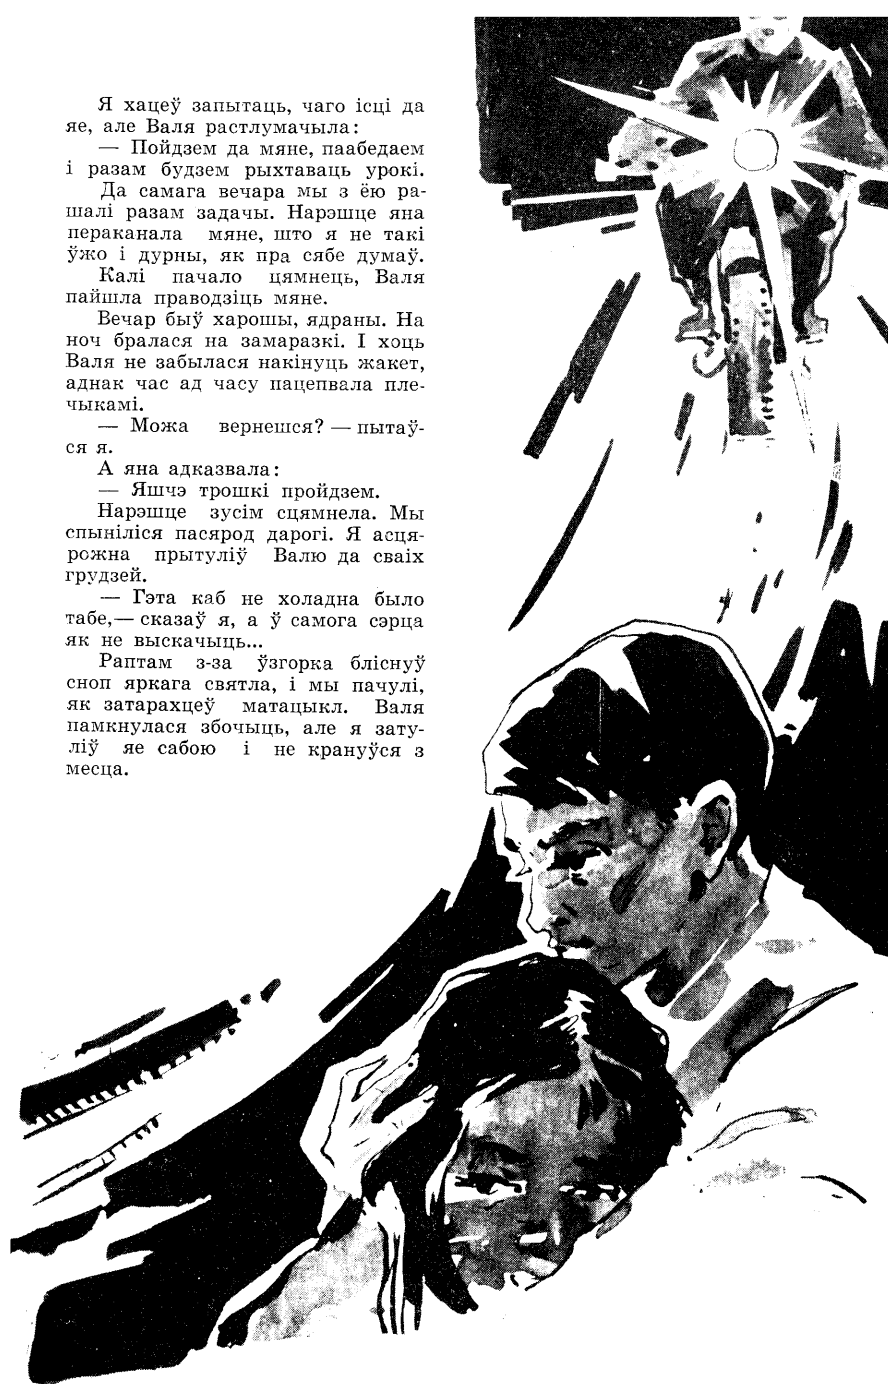 Я хацеў запытаць, чаго ісці да
яе, але Валя растлумачыла:
— Пойдзем да мяне, паабедаем
і разам будзем рыхтаваць урокі.
Да самага вечара мы з ёю ра-
шалі разам задачы. Нарэшце яна
пераканала мяне, што я не такі
ўжо і дурны, як пра сябе думаў.
Калі пачало цямнець, Валя
пайшла праводзіць мяне.
Вечар быў харошы, ядраны. На
ноч бралася на замаразкі. І хоць
Валя не забылася накінуць жакет,
аднак час ад часу пацепвала пле-
чыкамі.
— Можа вернешся? — пытаў-
ся я.
А яна адказвала:
— Яшчэ трошкі пройдзем.
Нарэшце зусім сцямнела. Мы
спыніліся пасярод дарогі. Я асця-
рожна прытуліў Валю да сваіх
грудзей.
— Гэта каб не холадна было
табе,— сказаў я, а ў самога сэрца
як не выскачыць...
Раптам з-за ўзгорка бліснуў
сноп яркага святла, і мы пачулі,
як затарахцеў матацыкл. Валя
памкнулася збочыць, але я зату-
ліў яе сабою і не крануўся з
месца.